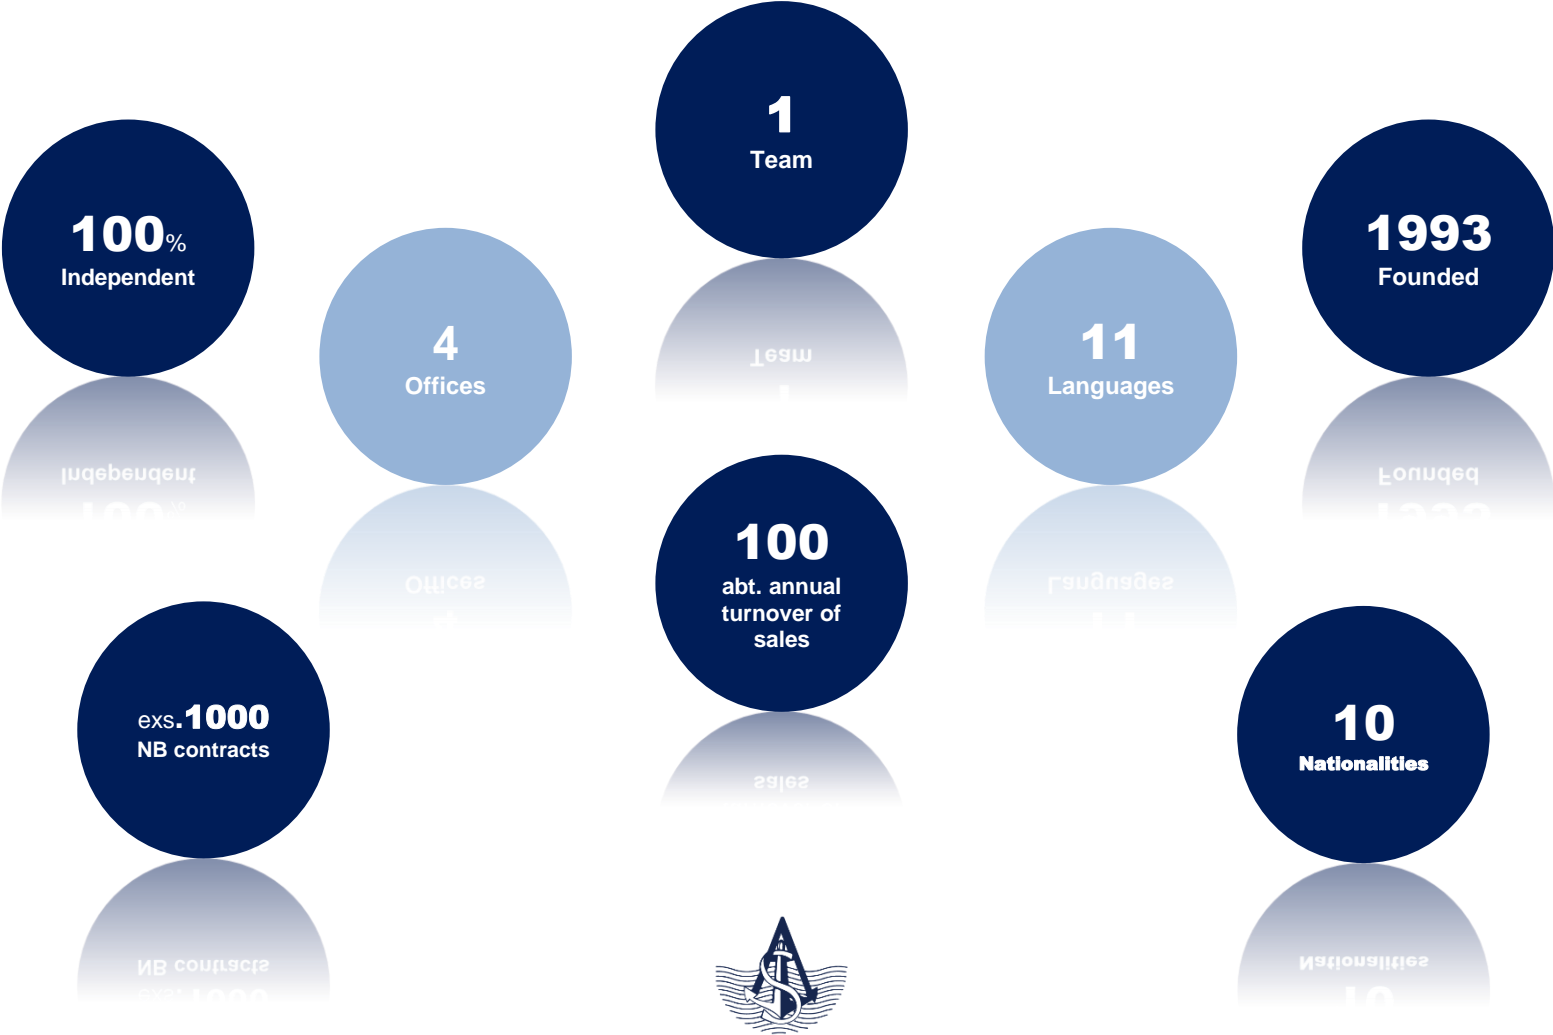 1
Team
100%
Independent
1993
Founded
4
Offices
11
Languages
100
abt. annual
turnover of
sales
exs.1000
NB contracts
10
Nationalities